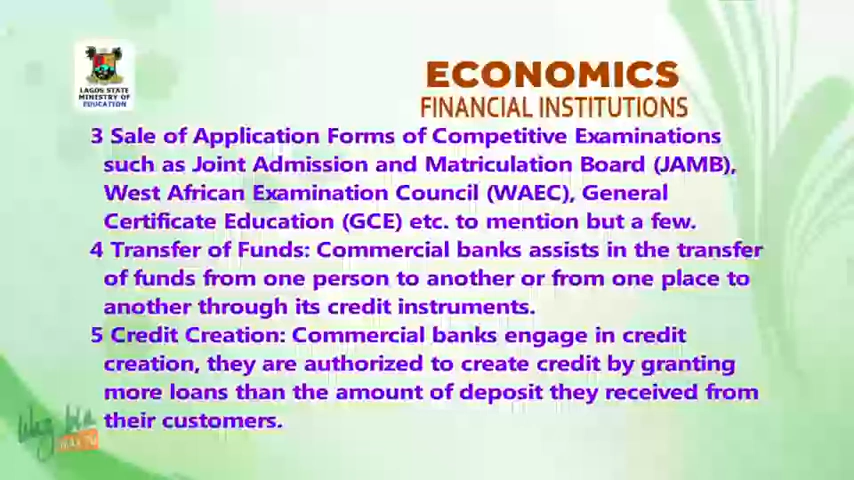 LAGOS STATE
MINISTRY OF
EDUCATION
ECONOMICS
FINANCIAL INSTITUTIONS
3 Sale of Application Forms of Competitive Examinations
such as Joint Admission and Matriculation Board (JAMB),
West African Examination Council (WAEC), General
Certificate Education (GCE) etc. to mention but a few.
4 Transfer of Funds: Commercial banks assists in the transfer
of funds from one person to another or from one place to
another through its credit instruments.
5 Credit Creation: Commercial banks engage in credit
creation, they are authorized to create credit by granting
more loans than the amount of deposit they received from
their customers.